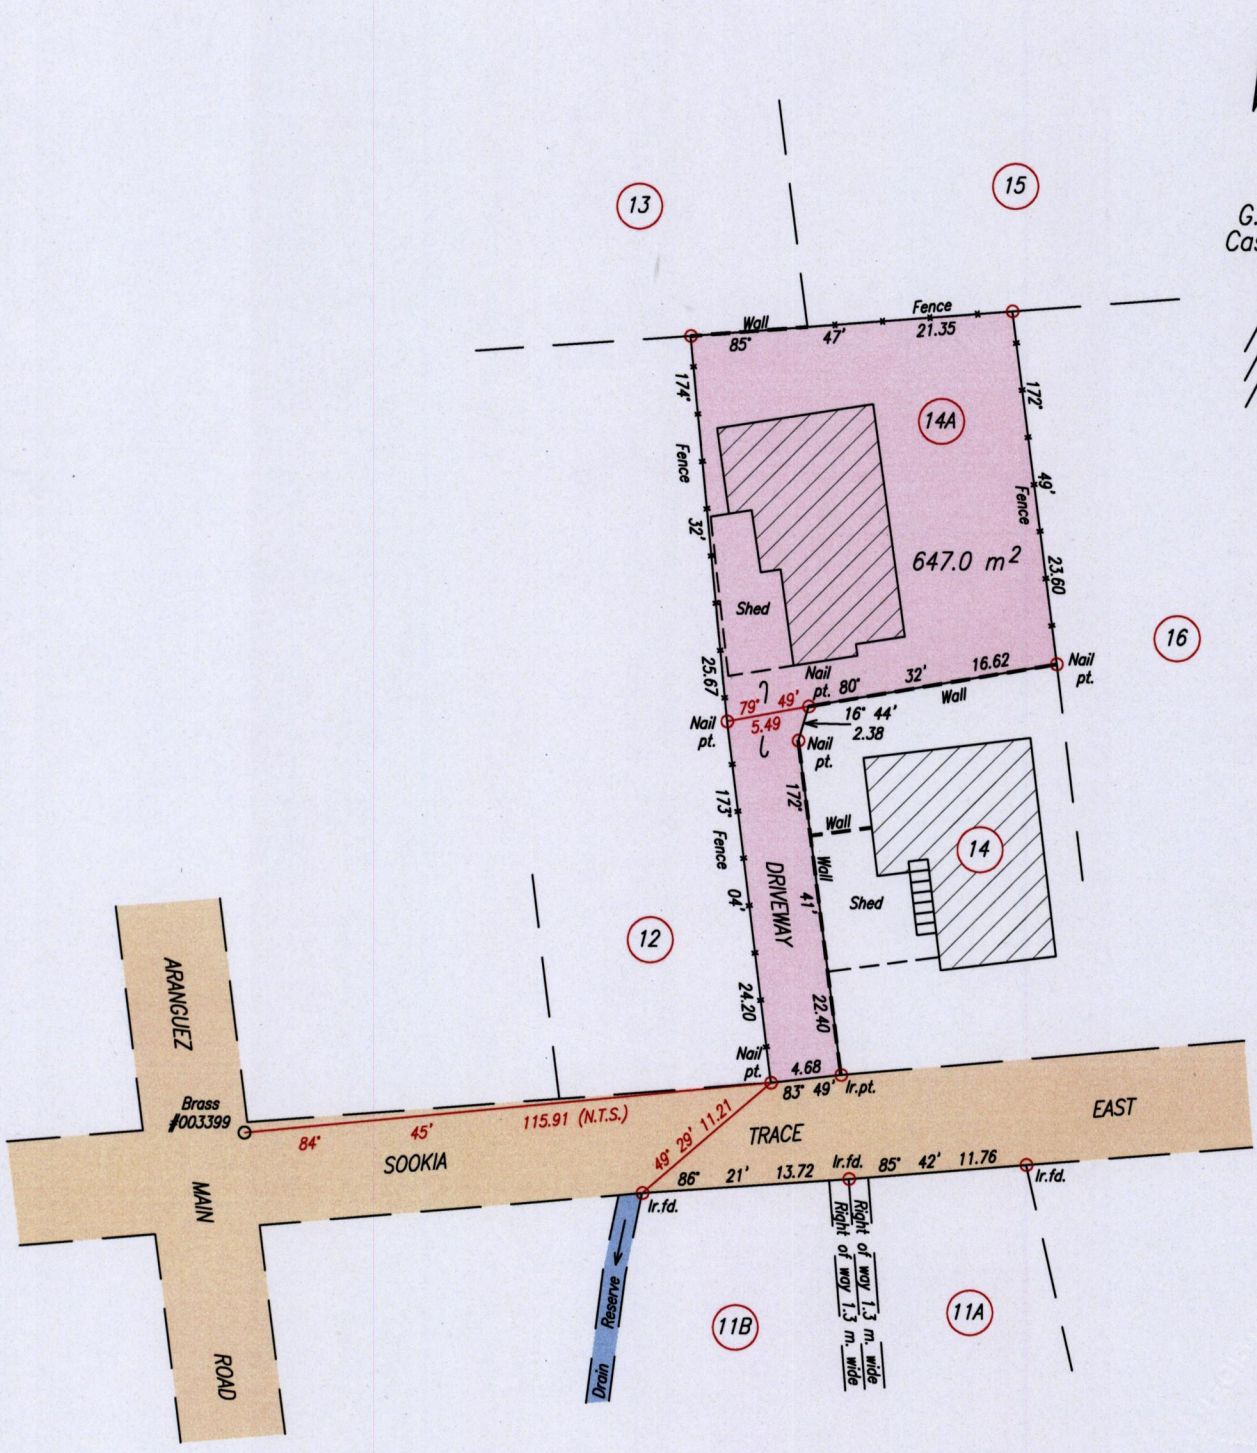 15
13
G.
Cas
Fence
Wall
85° 47' 21.35
174°
172°
14A
Fence
49'
Fence
32'
647.0 m²
23.60
Shed
16
25.67
Nail
pt.
80° 32' 16.62
Nail
pt.
Wall
79° 49'
5.49
Nail
pt.
16° 44'
2.38
Nail
pt.
173°
172°
Wall
Fence
Wall
14
DRIVEWAY
04'
41'
Shed
12
24.20
22.40
ARANGUEZ
Nail
pt.
4.68
83° 49'
Ir.pt.
Brass
#003399
84° 45' 115.91 (N.T.S.)
49° 29' 11.21
EAST
TRACE
SOOKIA
86° 21' 13.72
Ir.fd.
85° 42' 11.76
Ir.fd.
Ir.fd.
MAIN
Right of way 1.3 m. wide
Right of way 1.3 m. wide
Reserve
11B
11A
Drain
ROAD